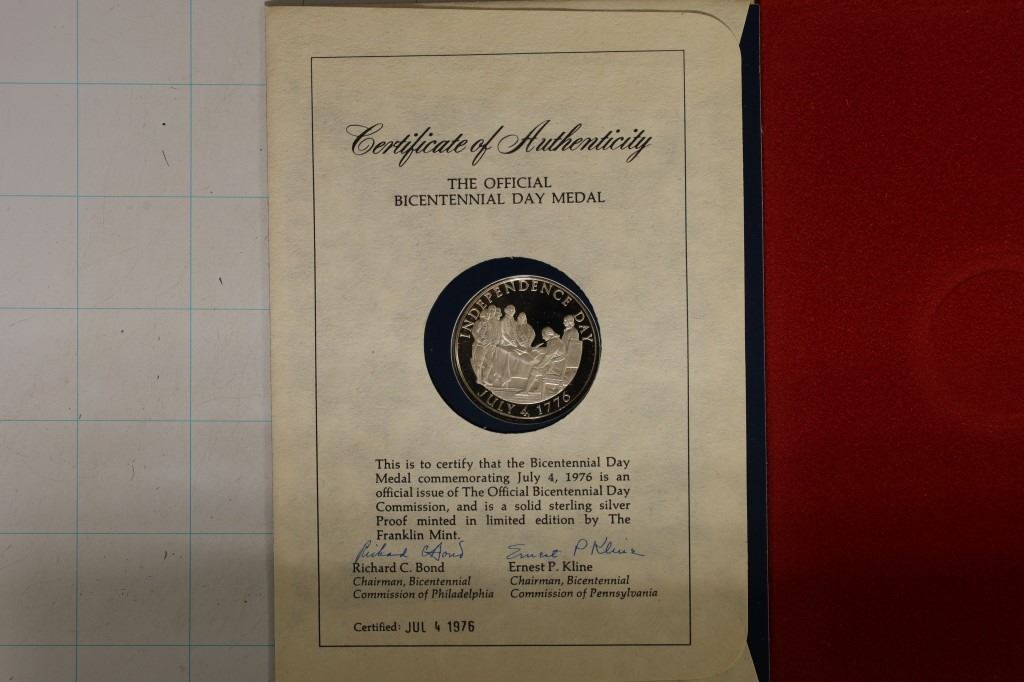 Certificate of Authenticity
THE OFFICIAL
BICENTENNIAL DAY MEDAL
INDEPENDENCE DAY
JULY 4, 1776
This is to certify that the Bicentennial Day
Medal commemorating July 4, 1976 is an
official issue of The Official Bicentennial Day
Commission, and is a solid sterling silver
Proof minted in limited edition by The
Franklin Mint.
Richard C Bond Ernest P Kline
Richard C. Bond Ernest P. Kline
Chairman, Bicentennial Chairman, Bicentennial
Commission of Philadelphia Commission of Pennsylvania
Certified: JUL 4 1976